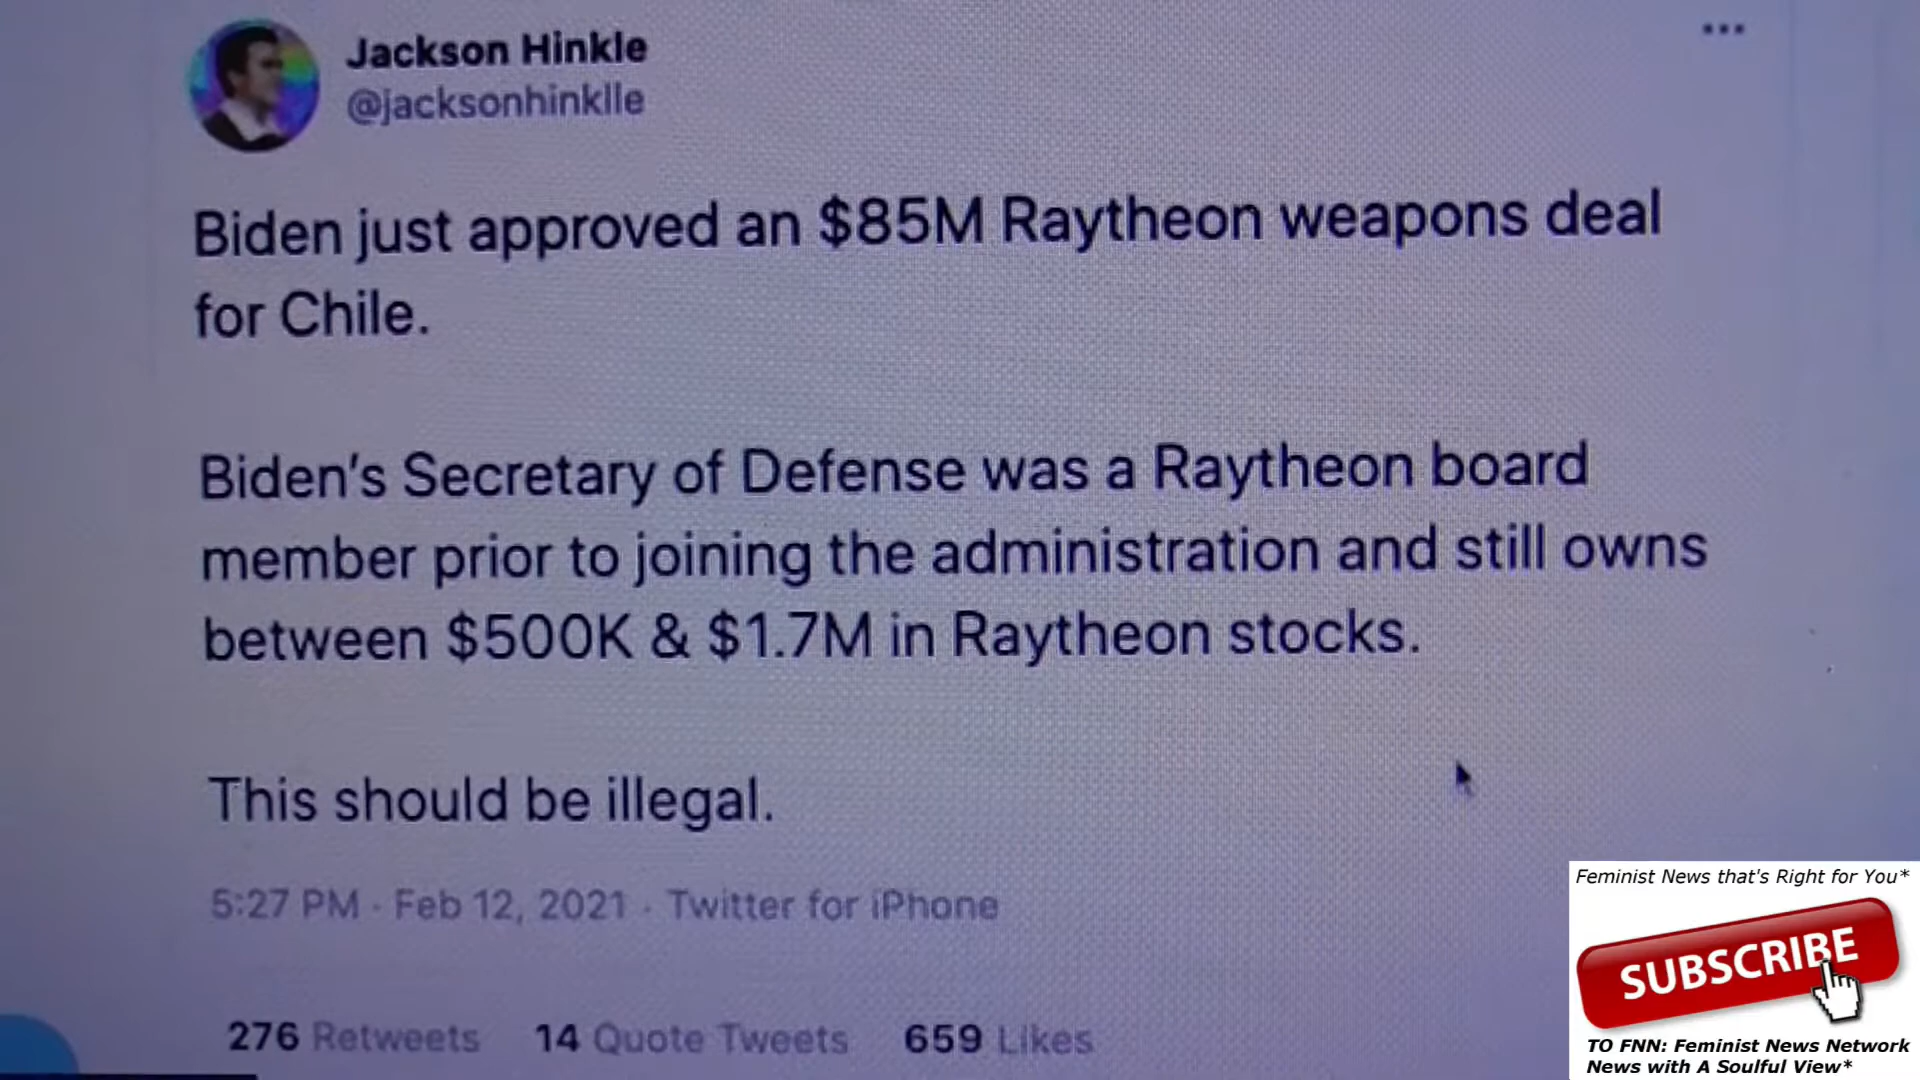 Jackson Hinkle
@jacksonhinklle
Biden just approved an $85M Raytheon weapons deal
for Chile.
Biden's Secretary of Defense was a Raytheon board
member prior to joining the administration and still owns
between $500K & $1.7M in Raytheon stocks.
This should be illegal.
5:27 PM · Feb 12, 2021 · Twitter for iPhone
276 Retweets 14 Quote Tweets 659 Likes
Feminist News that's Right for You*
SUBSCRIBE
TO FNN: Feminist News Network
News with A Soulful View*